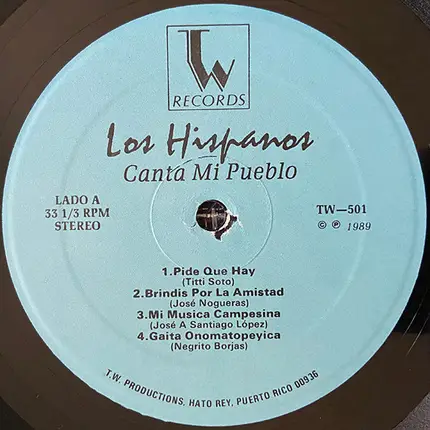 TW
RECORDS
Los Hispanos
Canta Mi Pueblo
LADO A
33 1/3 RPM
STEREO
TW—501
© ℗ 1989
1.Pide Que Hay
(Titti Soto)
2.Brindis Por La Amistad
(José Nogueras)
3.Mi Musica Campesina
(José A Santiago López)
4.Gaita Onomatopeyica
(Negrito Borjas)
T.W. PRODUCTIONS, HATO REY, PUERTO RICO 00936